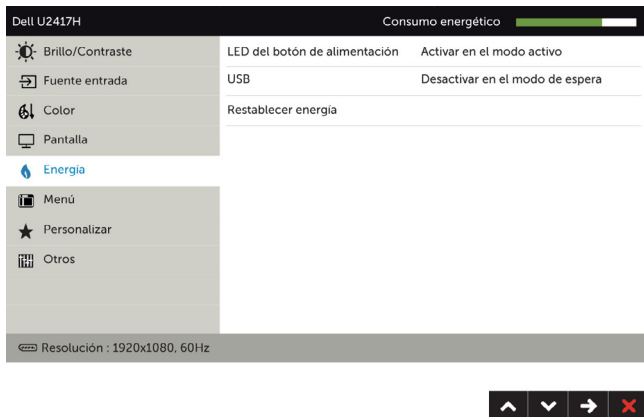 Dell U2417H
Consumo energético
Brillo/Contraste
Fuente entrada
Color
Pantalla
Energía
Menú
Personalizar
Otros
LED del botón de alimentación Activar en el modo activo
USB Desactivar en el modo de espera
Restablecer energía
Resolución : 1920x1080, 60Hz